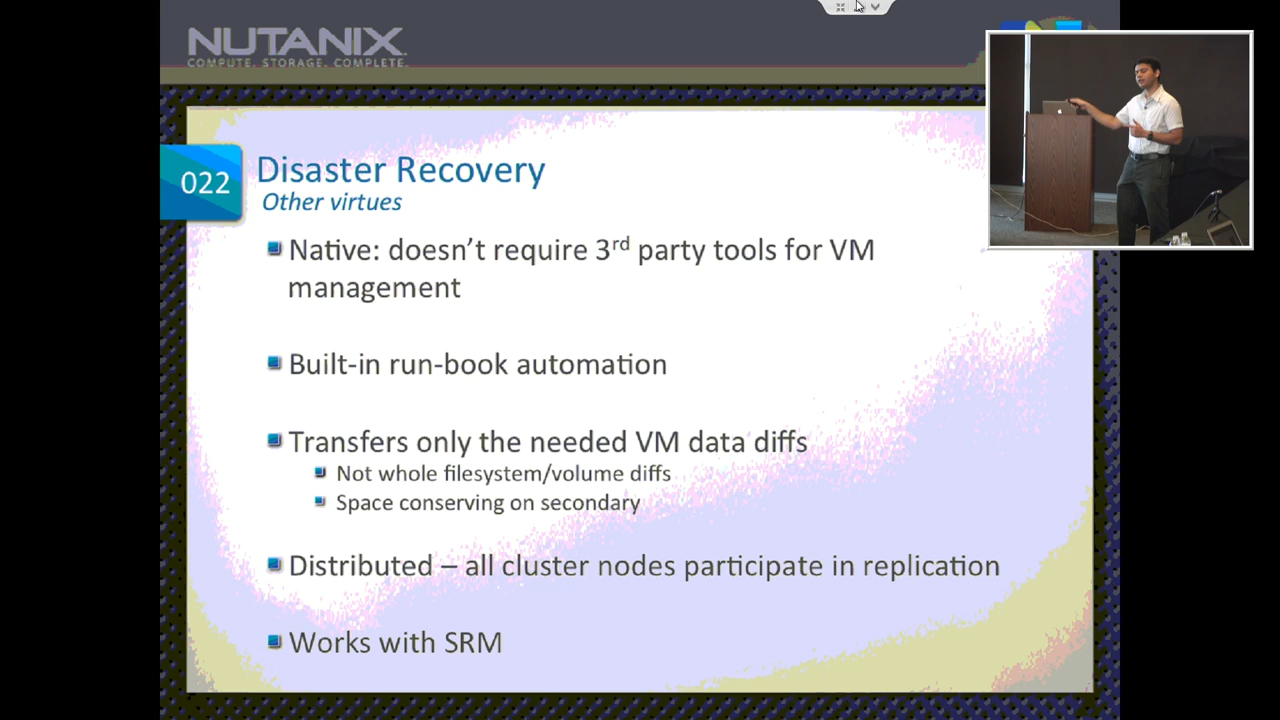 NUTANIX
COMPUTE. STORAGE. COMPLETE.
022
Disaster Recovery
Other virtues
Native: doesn't require 3rd party tools for VM
management
Built-in run-book automation
Transfers only the needed VM data diffs
Not whole filesystem/volume diffs
Space conserving on secondary
Distributed – all cluster nodes participate in replication
Works with SRM